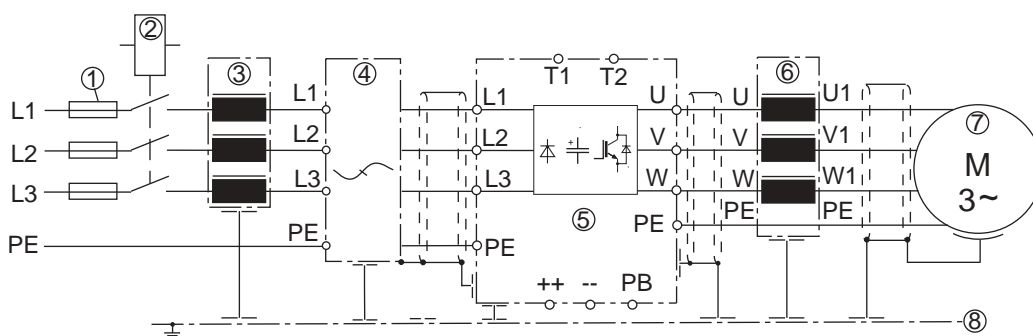 ②
③ ④ T1 T2 ⑥
① L1 L1 U U U1 ⑦
L1
L2 L2 L2 V V V1 M
L3 L3 L3 W W W1 3~
⑤
PE PE PE PE PE PE
++ -- PB
⑧